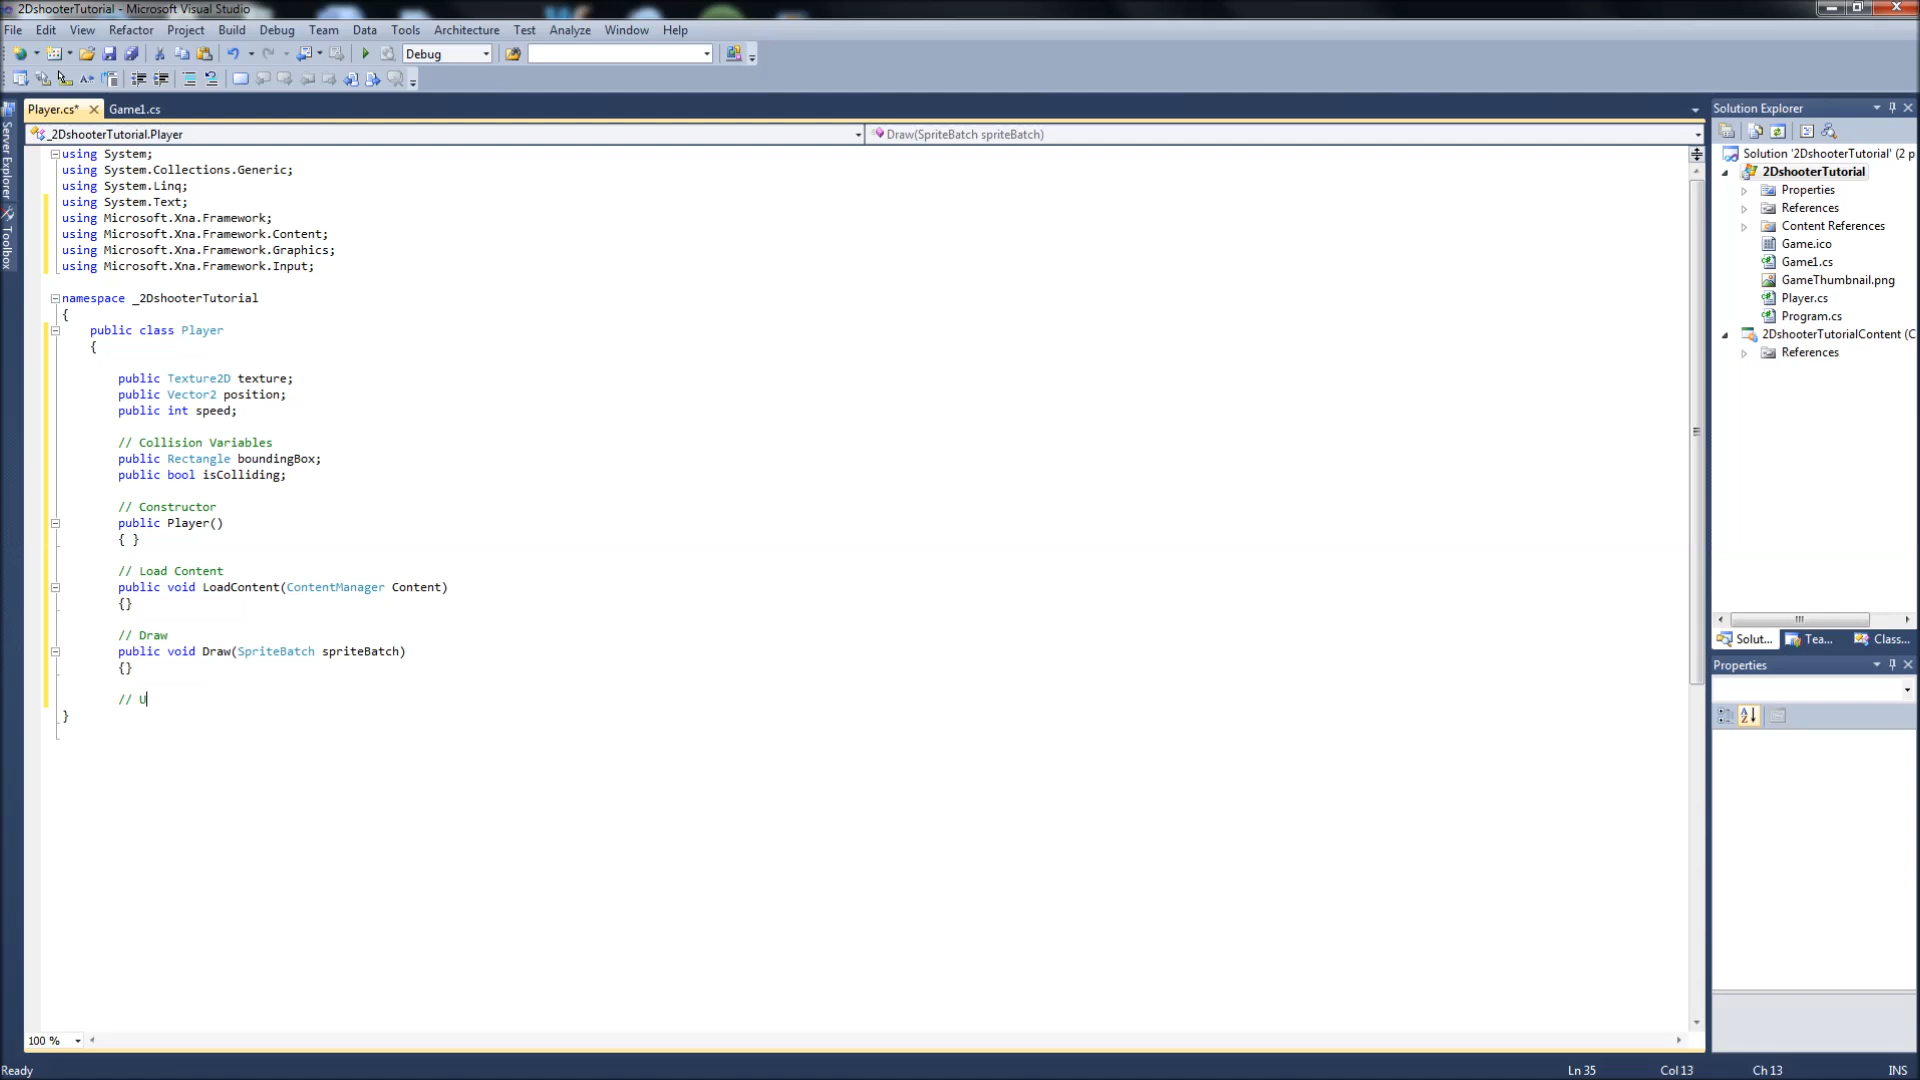 2DshooterTutorial - Microsoft Visual Studio
File Edit View Refactor Project Build Debug Team Data Tools Architecture Test Analyze Window Help
Debug
Player.cs* Game1.cs
_2DshooterTutorial.Player
Draw(SpriteBatch spriteBatch)
Server Explorer
Toolbox
using System;
using System.Collections.Generic;
using System.Linq;
using System.Text;
using Microsoft.Xna.Framework;
using Microsoft.Xna.Framework.Content;
using Microsoft.Xna.Framework.Graphics;
using Microsoft.Xna.Framework.Input;
namespace _2DshooterTutorial
{
public class Player
{
public Texture2D texture;
public Vector2 position;
public int speed;
// Collision Variables
public Rectangle boundingBox;
public bool isColliding;
// Constructor
public Player()
{ }
// Load Content
public void LoadContent(ContentManager Content)
{}
// Draw
public void Draw(SpriteBatch spriteBatch)
{}
// U
}
100 %
Solution Explorer
Solution '2DshooterTutorial' (2 p
2DshooterTutorial
Properties
References
Content References
Game.ico
Game1.cs
GameThumbnail.png
Player.cs
Program.cs
2DshooterTutorialContent (C
References
Solut... Tea... Class...
Properties
Ready
Ln 35 Col 13 Ch 13 INS